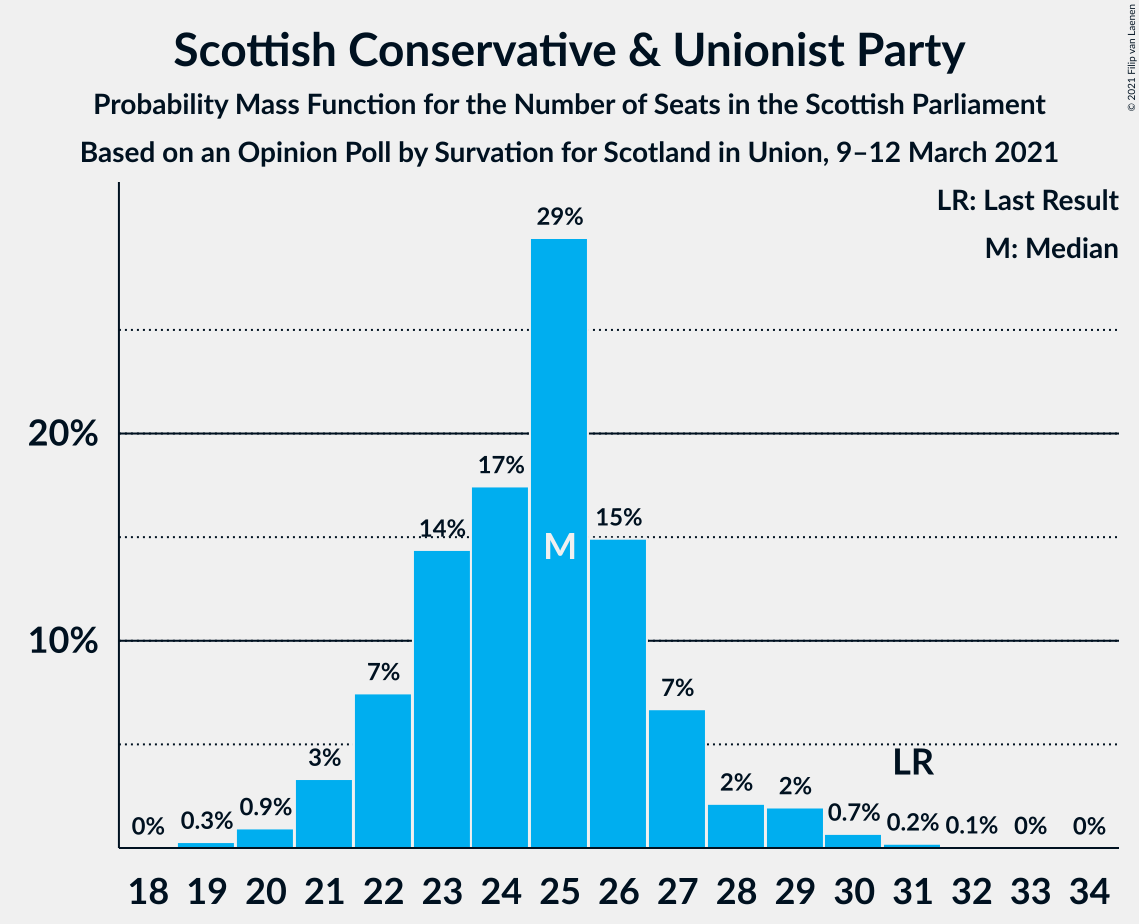 Scottish Conservative & Unionist Party
Probability Mass Function for the Number of Seats in the Scottish Parliament
Based on an Opinion Poll by Survation for Scotland in Union, 9–12 March 2021
© 2021 Filip van Laenen
LR: Last Result
M: Median
29%
20%
17%
15%
14%
M
10%
7%
7%
3%
LR
2%
2%
0.9%
0.7%
0.3%
0.2%
0.1%
0%
0%
0%
18 19 20 21 22 23 24 25 26 27 28 29 30 31 32 33 34